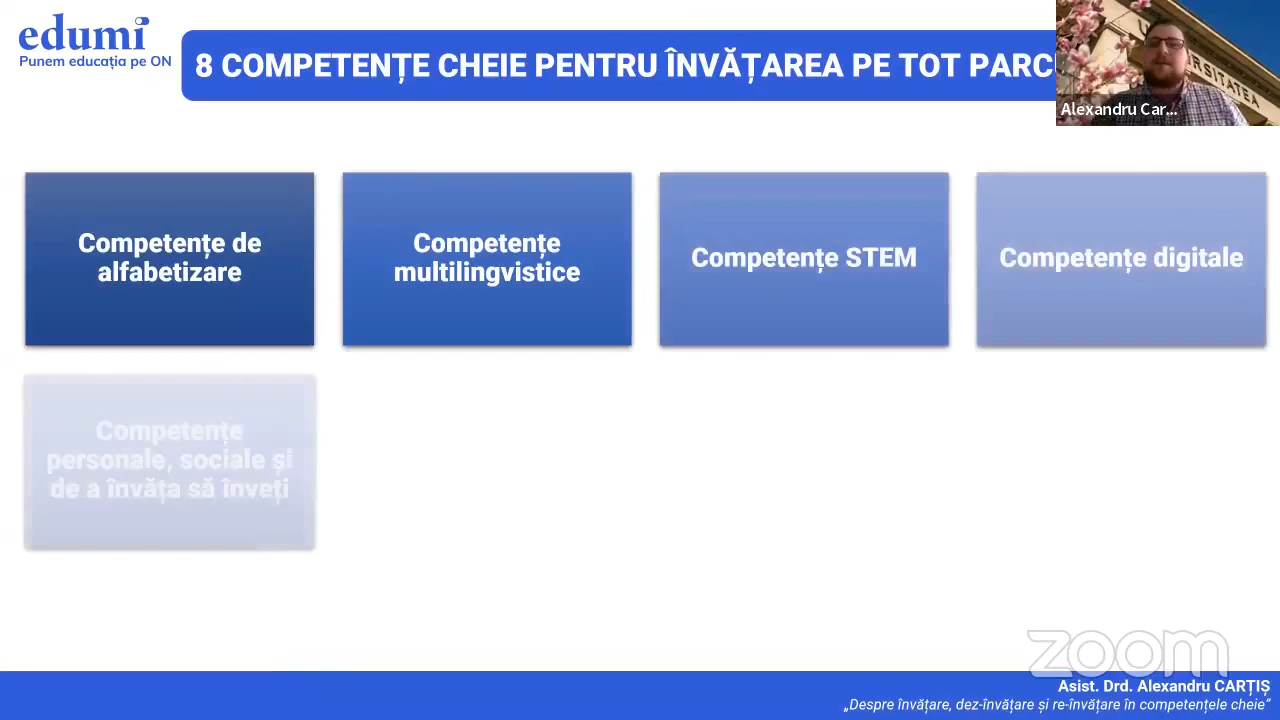 edumi
Punem educația pe ON
8 COMPETENȚE CHEIE PENTRU ÎNVĂȚAREA PE TOT PARC
Alexandru Car...
Competențe de
alfabetizare
Competențe
multilingvistice
Competențe STEM
Competențe digitale
Competențe
personale, sociale și
de a învăța să înveți
zoom
Asist. Drd. Alexandru CARȚIȘ
„Despre învățare, dez-învățare și re-învățare în competențele cheie”